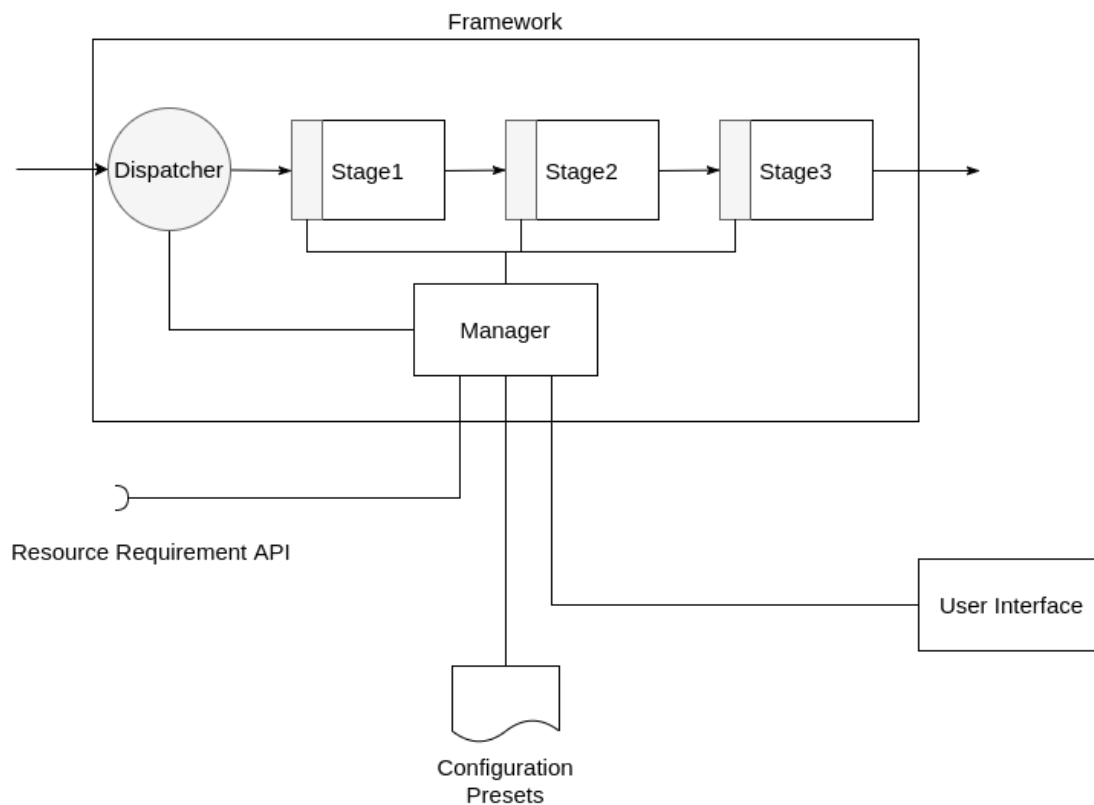 Framework
Dispatcher
Stage1
Stage2
Stage3
Manager
Resource Requirement API
User Interface
Configuration
Presets